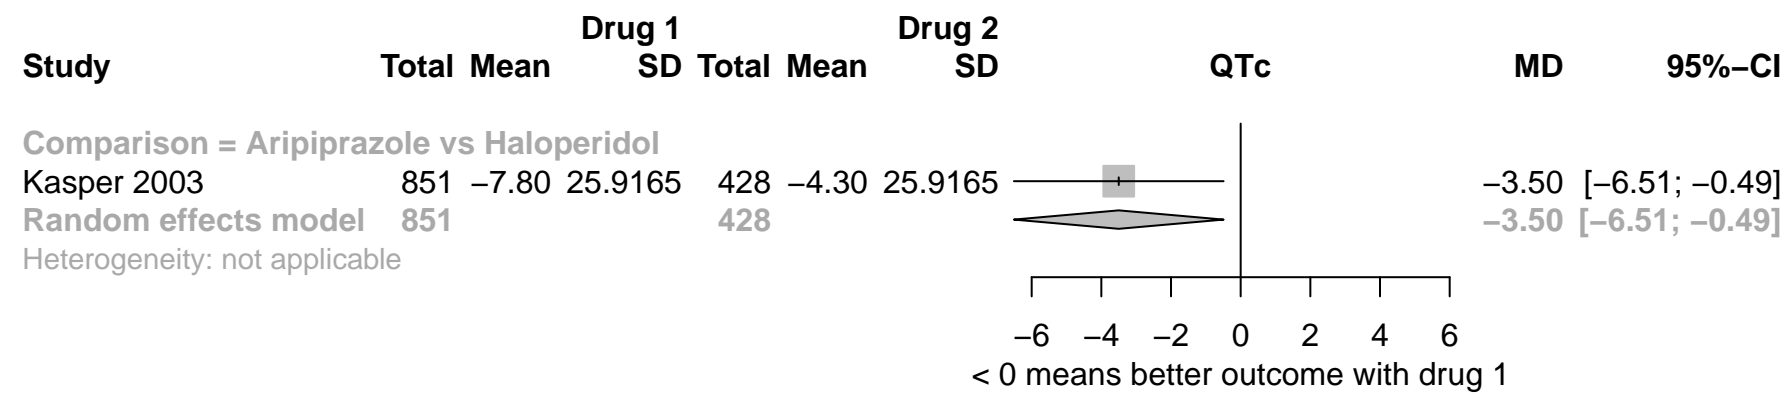 Drug 1 Drug 2
Study Total Mean SD Total Mean SD QTc MD 95%−CI
Comparison = Aripiprazole vs Haloperidol
Kasper 2003 851 −7.80 25.9165 428 −4.30 25.9165 −3.50 [−6.51; −0.49]
Random effects model 851 428 −3.50 [−6.51; −0.49]
Heterogeneity: not applicable
−6 −4 −2 0 2 4 6
< 0 means better outcome with drug 1